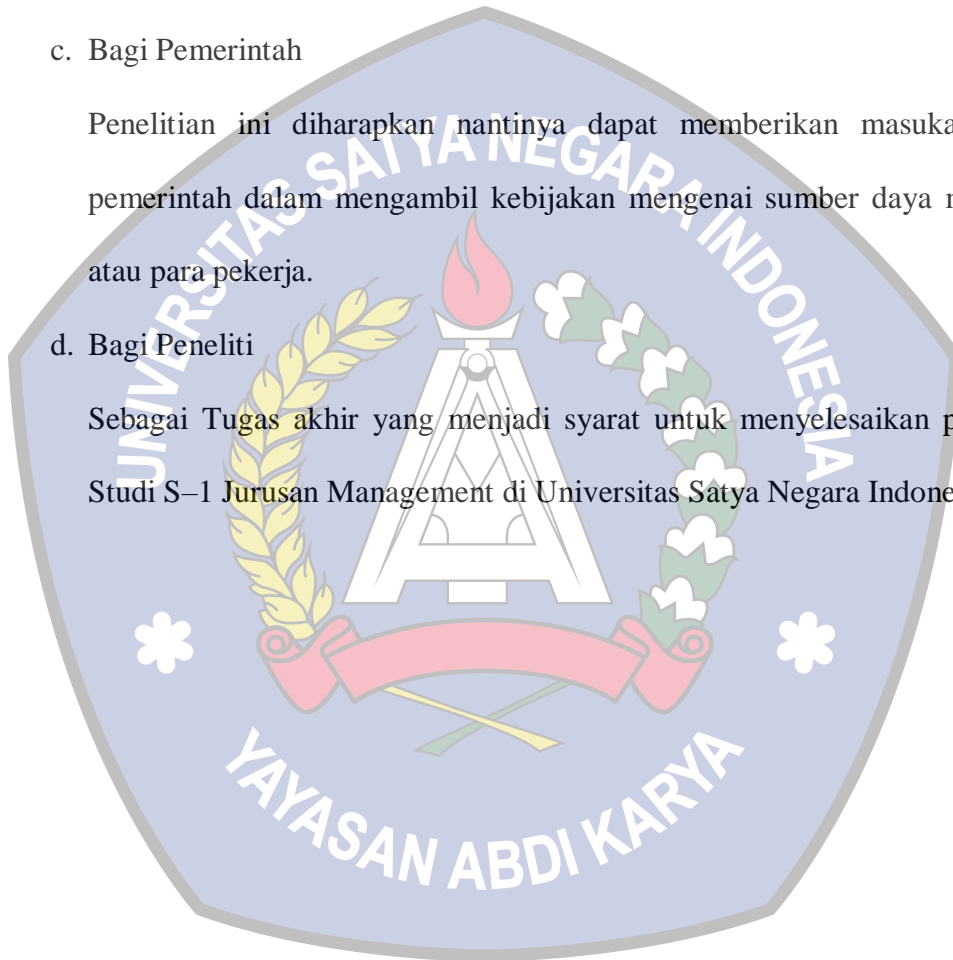 c. Bagi Pemerintah
Penelitian ini diharapkan nantinya dapat memberikan masuka
pemerintah dalam mengambil kebijakan mengenai sumber daya
atau para pekerja.
d. Bagi Peneliti
Sebagai Tugas akhir yang menjadi syarat untuk menyelesaikan p
Studi S–1 Jurusan Management di Universitas Satya Negara Indone
UNIVERSITAS SATYA NEGARA INDONESIA
YAYASAN ABDI KARYA